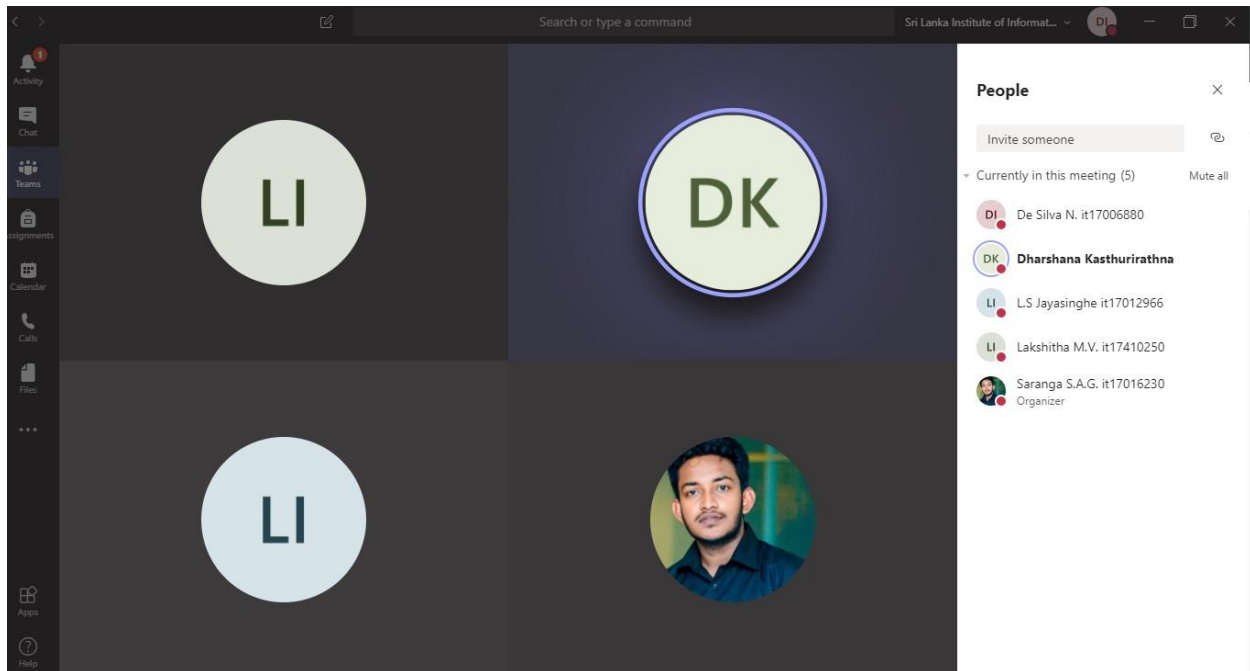 Search or type a command
Sri Lanka Institute of Informat...
DI
1
Activity
Chat
Teams
ssignments
Calendar
Calls
Files
Apps
Help
LI
DK
LI
People
Invite someone
Currently in this meeting (5) Mute all
DI De Silva N. it17006880
DK Dharshana Kasthurirathna
LI L.S Jayasinghe it17012966
LI Lakshitha M.V. it17410250
Saranga S.A.G. it17016230
Organizer